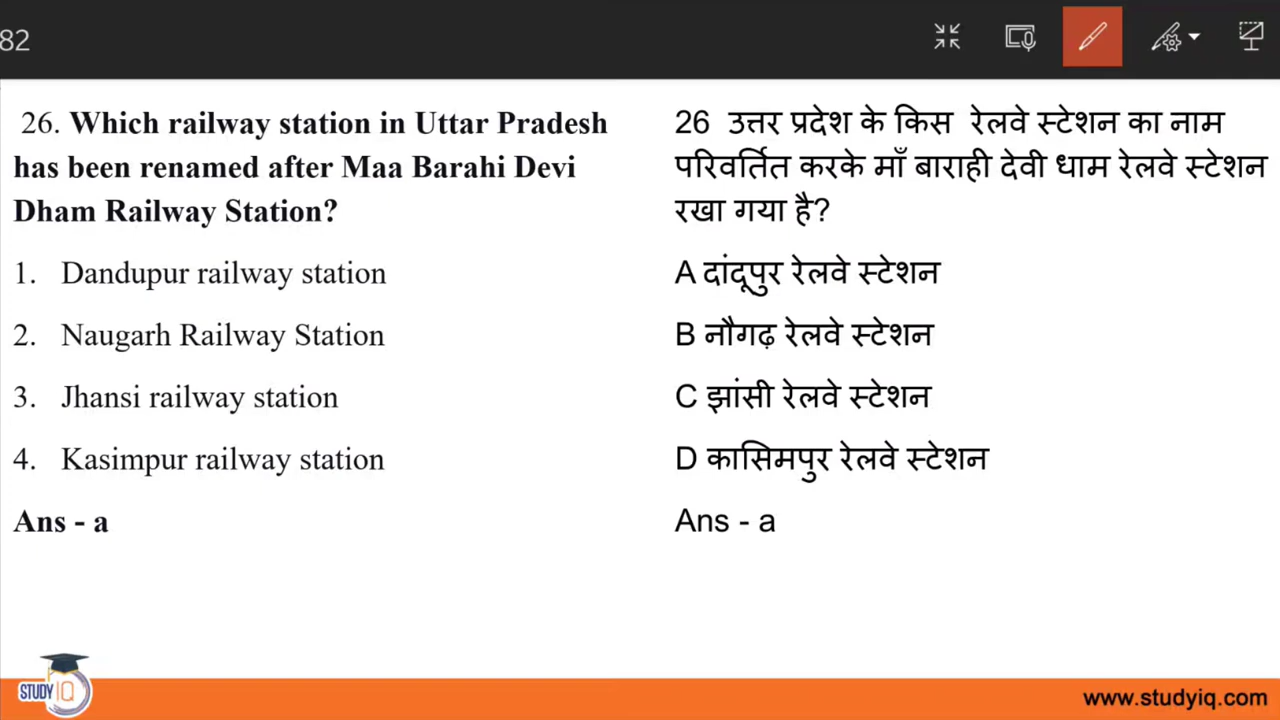 82
26. Which railway station in Uttar Pradesh
has been renamed after Maa Barahi Devi
Dham Railway Station?
1. Dandupur railway station
2. Naugarh Railway Station
3. Jhansi railway station
4. Kasimpur railway station
Ans - a
26 उत्तर प्रदेश के किस रेलवे स्टेशन का नाम
परिवर्तित करके माँ बाराही देवी धाम रेलवे स्टेशन
रखा गया है?
A दांदूपुर रेलवे स्टेशन
B नौगढ़ रेलवे स्टेशन
C झांसी रेलवे स्टेशन
D कासिमपुर रेलवे स्टेशन
Ans - a
STUDY IQ
www.studyiq.com